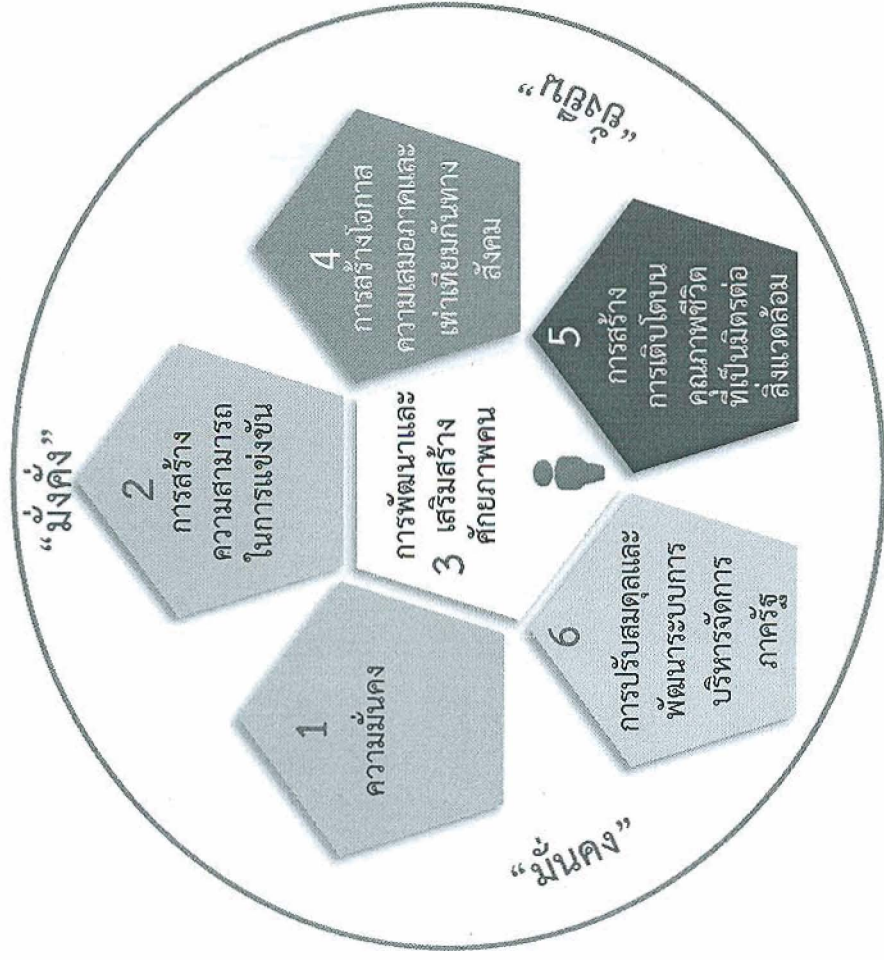 “มั่นคง”
“มั่งคั่ง”
“ยั่งยืน”
1
ความมั่นคง
2
การสร้าง
ความสามารถ
ในการแข่งขัน
3
การพัฒนาและ
เสริมสร้าง
ศักยภาพคน
4
การสร้างโอกาส
ความเสมอภาคและ
เท่าเทียมกันทาง
สังคม
5
การสร้าง
การเติบโตบน
คุณภาพชีวิต
ที่เป็นมิตรต่อ
สิ่งแวดล้อม
6
การปรับสมดุลและ
พัฒนาระบบการ
บริหารจัดการ
ภาครัฐ